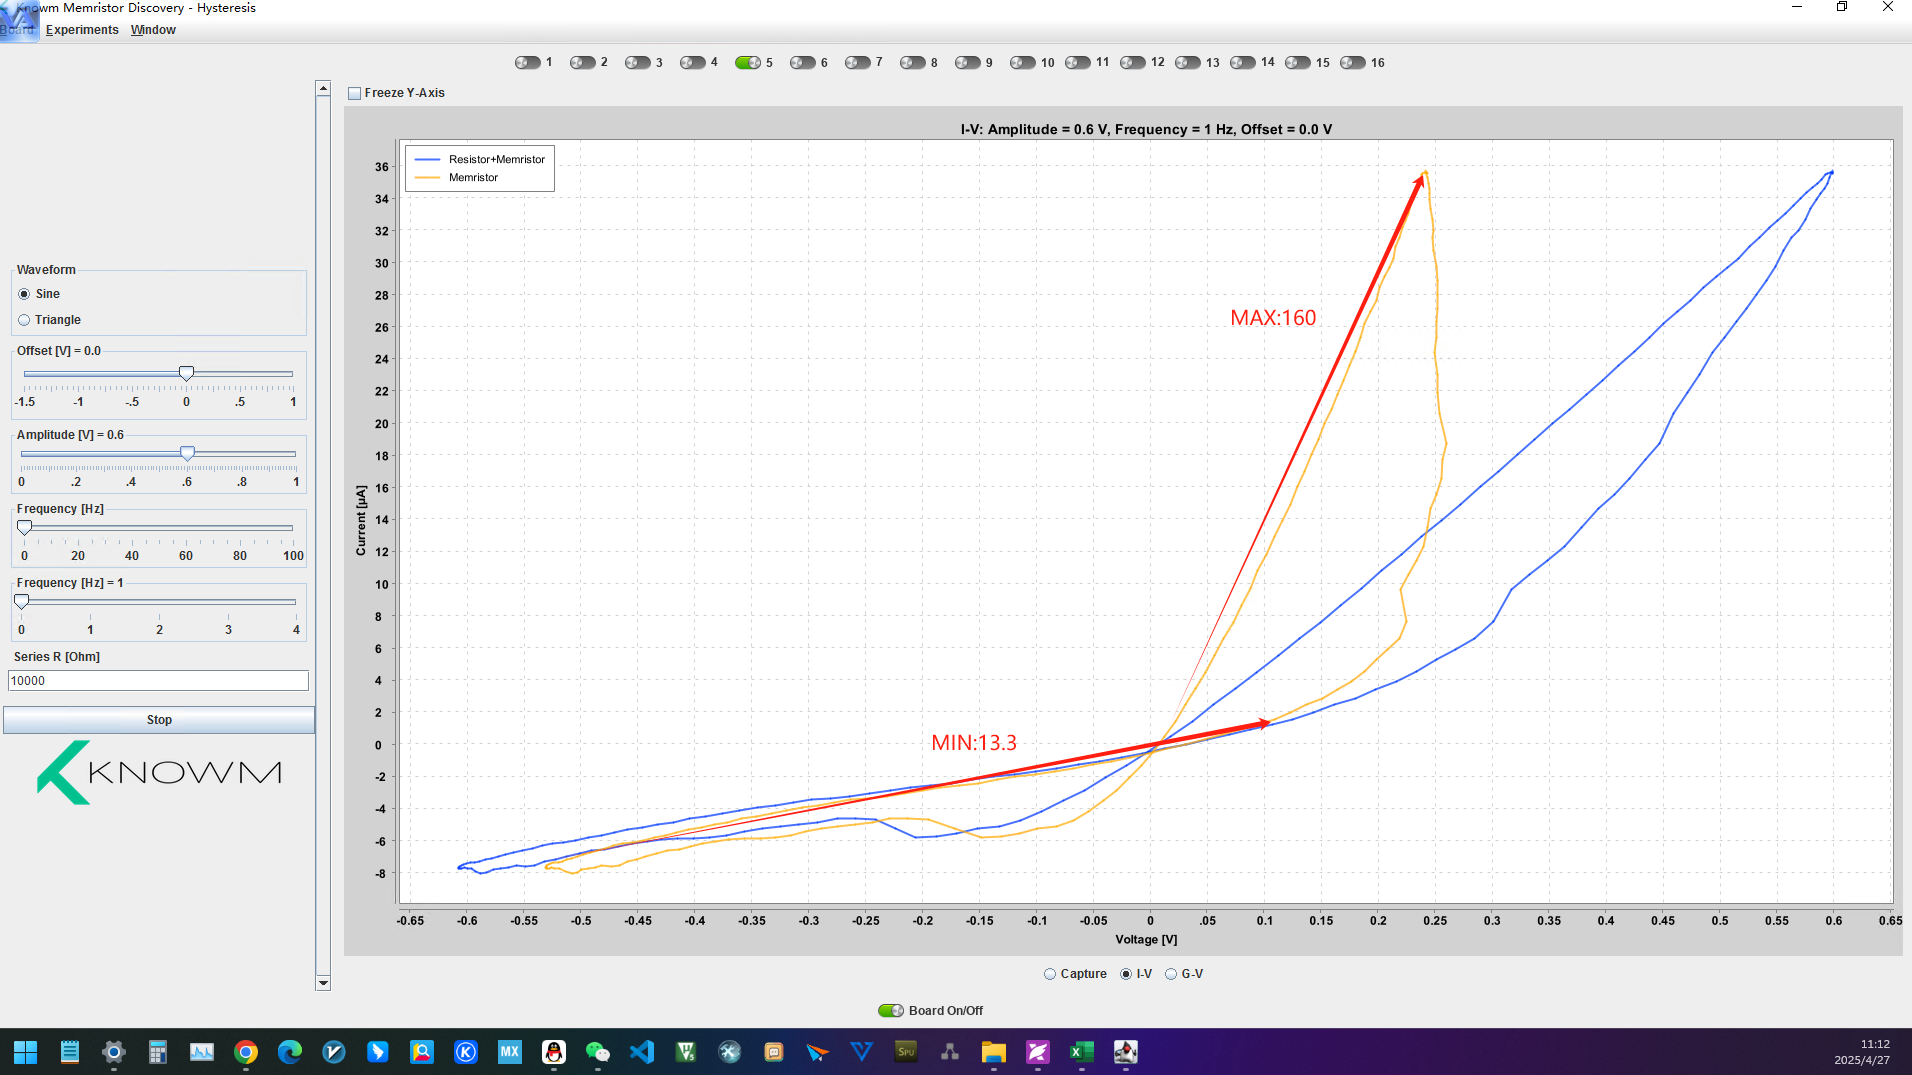 Knowm Memristor Discovery - Hysteresis
Board Experiments Window
1 2 3 4 5 6 7 8 9 10 11 12 13 14 15 16
Freeze Y-Axis
I-V: Amplitude = 0.6 V, Frequency = 1 Hz, Offset = 0.0 V
Resistor+Memristor
Memristor
36
34
32
30
28
26
24
22
20
18
16
14
12
10
8
6
4
2
0
-2
-4
-6
-8
Current [µA]
MAX:160
MIN:13.3
-0.65 -0.6 -0.55 -0.5 -0.45 -0.4 -0.35 -0.3 -0.25 -0.2 -0.15 -0.1 -0.05 0 .05 0.1 0.15 0.2 0.25 0.3 0.35 0.4 0.45 0.5 0.55 0.6 0.65
Voltage [V]
Waveform
Sine
Triangle
Offset [V] = 0.0
-1.5 -1 -.5 0 .5 1
Amplitude [V] = 0.6
0 .2 .4 .6 .8 1
Frequency [Hz]
0 20 40 60 80 100
Frequency [Hz] = 1
0 1 2 3 4
Series R [Ohm]
10000
Stop
KNOWM
Capture I-V G-V
Board On/Off
MX
SPU
11:12
2025/4/27